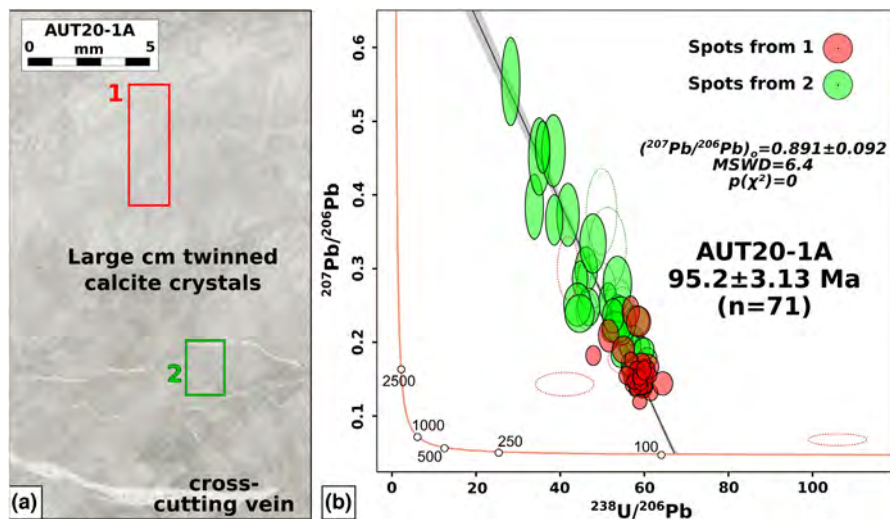 AUT20-1A
0 mm 5
1
Large cm twinned
calcite crystals
2
cross-
cutting vein
(a)
0.6
0.5
0.4
0.3
0.2
0.1
²⁰⁷Pb/²⁰⁶Pb
Spots from 1
Spots from 2
(²⁰⁷Pb/²⁰⁶Pb)₀=0.891±0.092
MSWD=6.4
p(χ²)=0
AUT20-1A
95.2±3.13 Ma
(n=71)
2500
1000
500
250
100
0 20 40 60 80 100 120
²³⁸U/²⁰⁶Pb
(b)